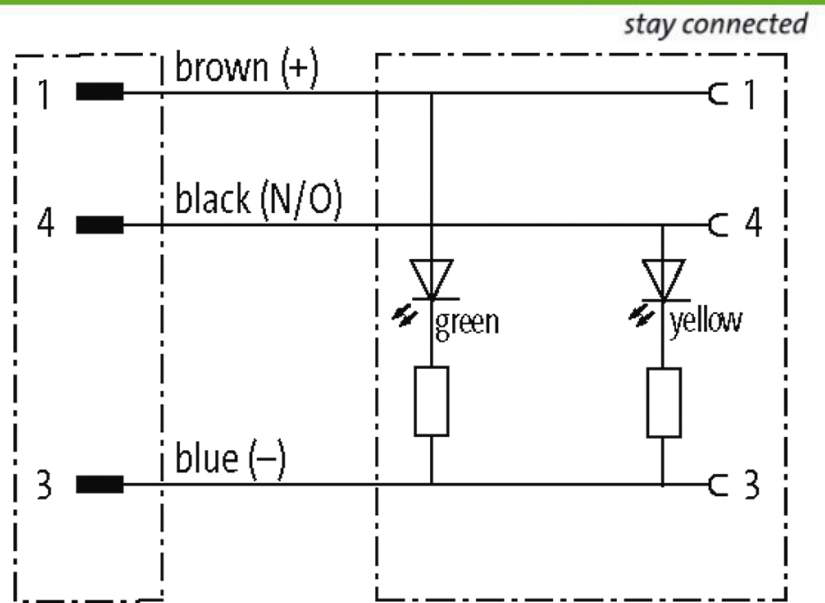 stay connected
brown (+)
1 1
black (N/O)
4 4
green yellow
blue (–)
3 3